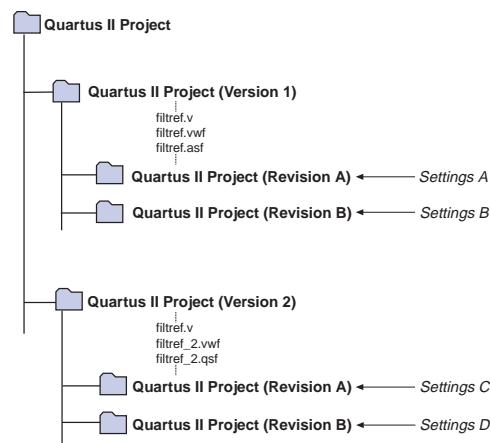 Quartus II Project
Quartus II Project (Version 1)
filtref.v
filtref.vwf
filtref.asf
Quartus II Project (Revision A)
Settings A
Quartus II Project (Revision B)
Settings B
Quartus II Project (Version 2)
filtref.v
filtref_2.vwf
filtref_2.qsf
Quartus II Project (Revision A)
Settings C
Quartus II Project (Revision B)
Settings D